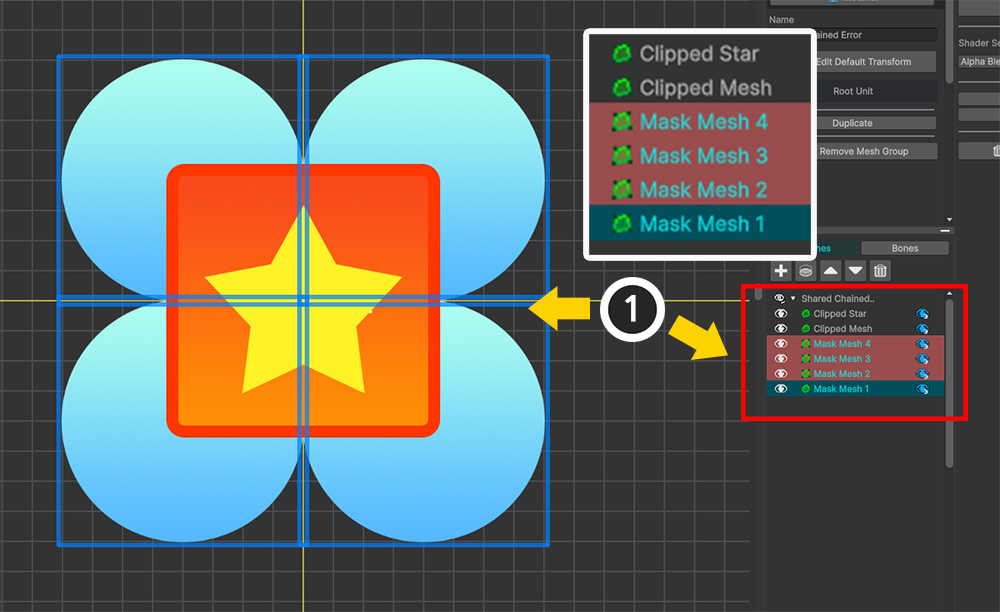 Name
ained Error
Shader Se
Edit Default Transform
Alpha Ble
Root Unit
Duplicate
Remove Mesh Group
Clipped Star
Clipped Mesh
Mask Mesh 4
Mask Mesh 3
Mask Mesh 2
Mask Mesh 1
nes
Bones
1
Shared Chained..
Clipped Star
Clipped Mesh
Mask Mesh 4
Mask Mesh 3
Mask Mesh 2
Mask Mesh 1